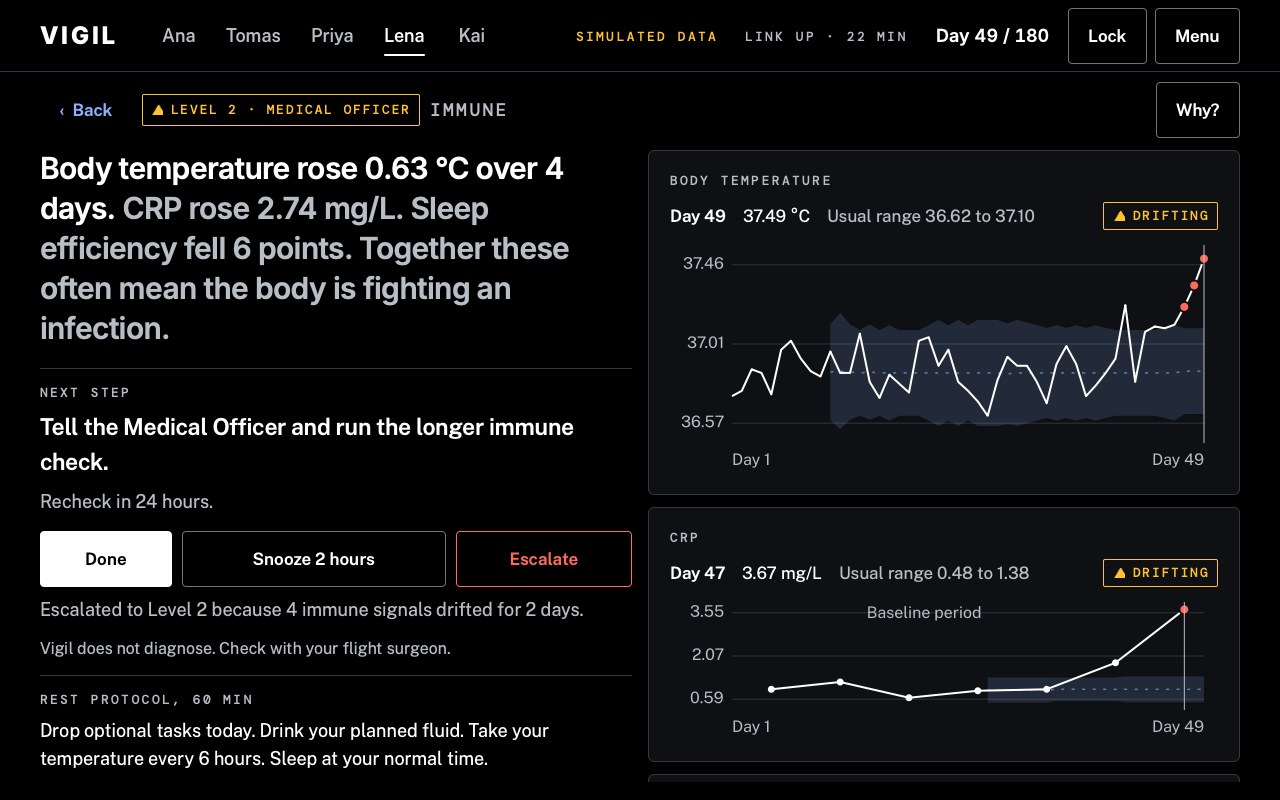 VIGIL Ana Tomas Priya Lena Kai SIMULATED DATA LINK UP · 22 MIN Day 49 / 180 Lock Menu
‹ Back LEVEL 2 · MEDICAL OFFICER IMMUNE Why?
Body temperature rose 0.63 °C over 4
days. CRP rose 2.74 mg/L. Sleep
efficiency fell 6 points. Together these
often mean the body is fighting an
infection.
NEXT STEP
Tell the Medical Officer and run the longer immune
check.
Recheck in 24 hours.
Done Snooze 2 hours Escalate
Escalated to Level 2 because 4 immune signals drifted for 2 days.
Vigil does not diagnose. Check with your flight surgeon.
REST PROTOCOL, 60 MIN
Drop optional tasks today. Drink your planned fluid. Take your
temperature every 6 hours. Sleep at your normal time.
BODY TEMPERATURE
Day 49 37.49 °C Usual range 36.62 to 37.10 DRIFTING
37.46
37.01
36.57
Day 1 Day 49
CRP
Day 47 3.67 mg/L Usual range 0.48 to 1.38 DRIFTING
3.55 Baseline period
2.07
0.59
Day 1 Day 49